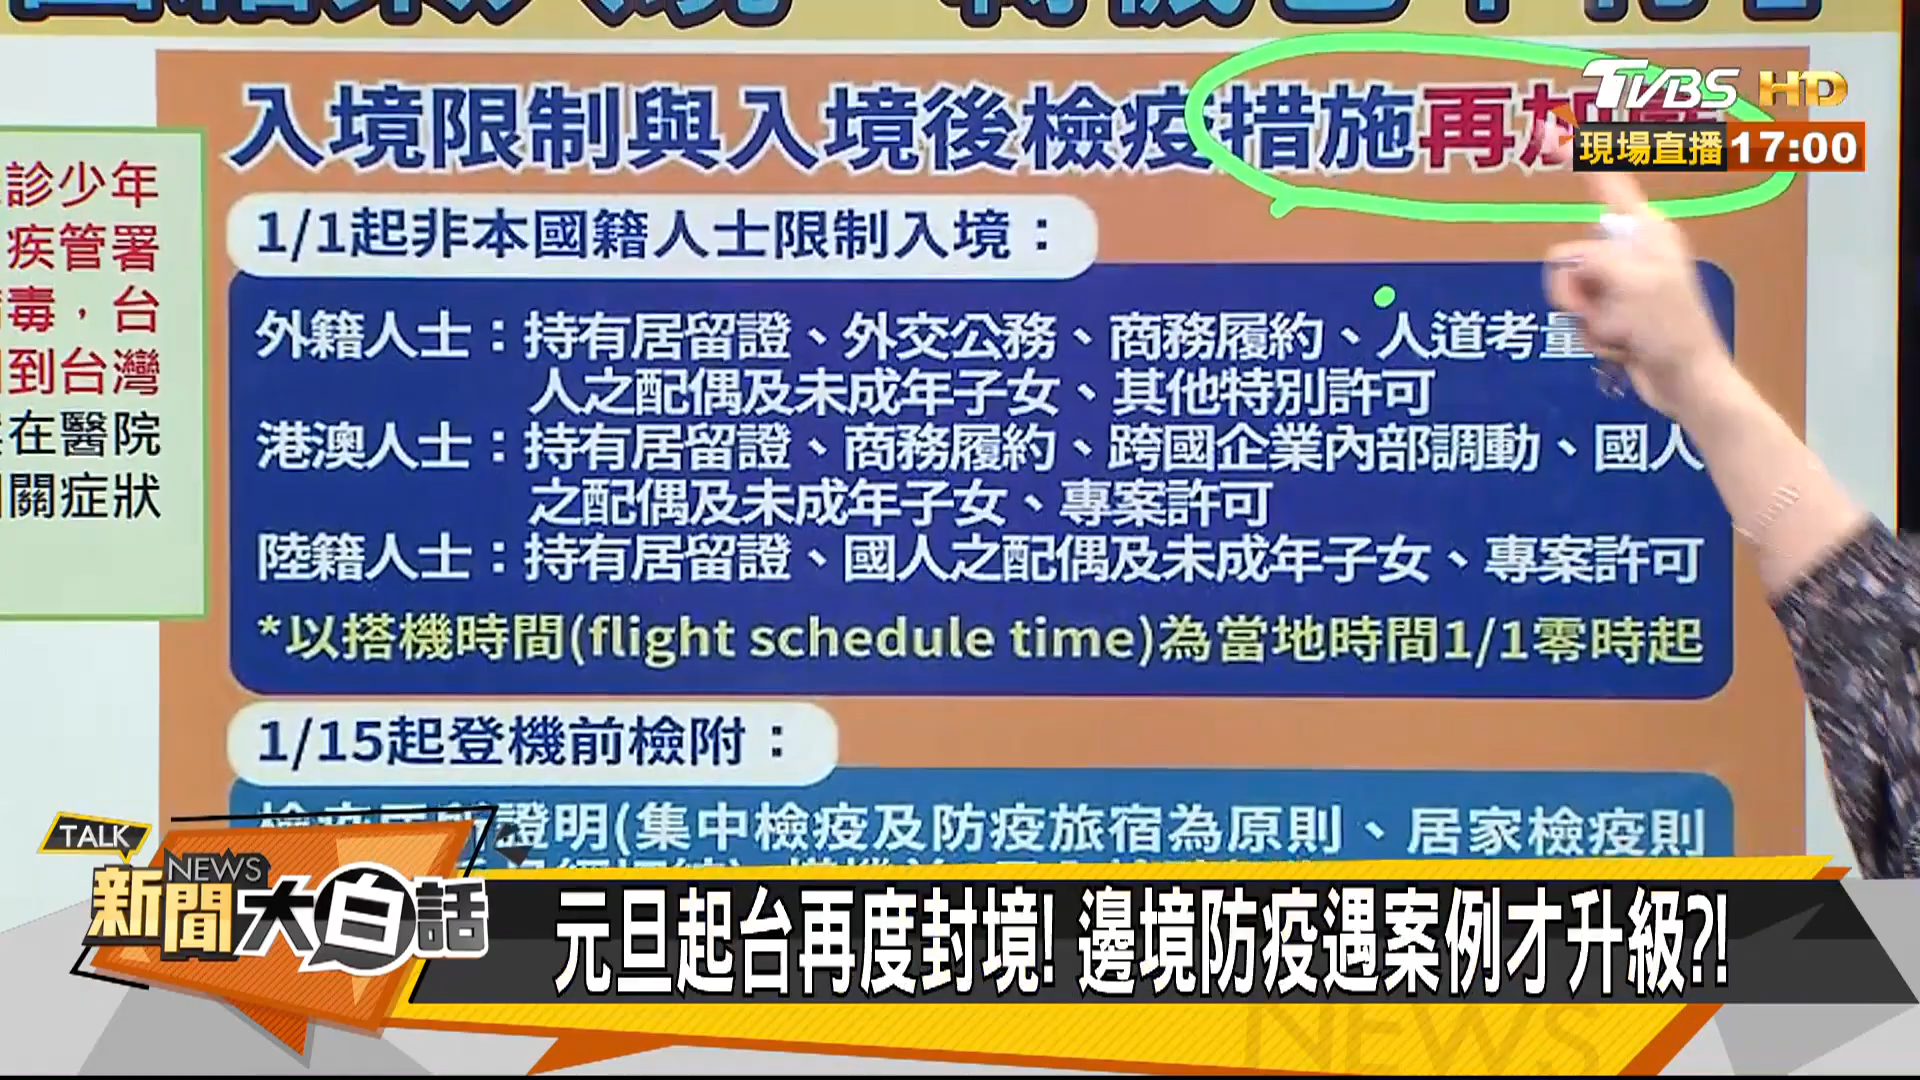 入境限制與入境後檢疫措施再加
TVBS HD
現場直播 17:00
診少年
疾管署
毒，台
到台灣
在醫院
關症狀
1/1起非本國籍人士限制入境：
外籍人士：持有居留證、外交公務、商務履約、人道考量
人之配偶及未成年子女、其他特別許可
港澳人士：持有居留證、商務履約、跨國企業內部調動、國人
之配偶及未成年子女、專案許可
陸籍人士：持有居留證、國人之配偶及未成年子女、專案許可
*以搭機時間(flight schedule time)為當地時間1/1零時起
1/15起登機前檢附：
證明(集中檢疫及防疫旅宿為原則、居家檢疫則
TALK
NEWS
新聞大白話
元旦起台再度封境! 邊境防疫遇案例才升級?!
NEWS